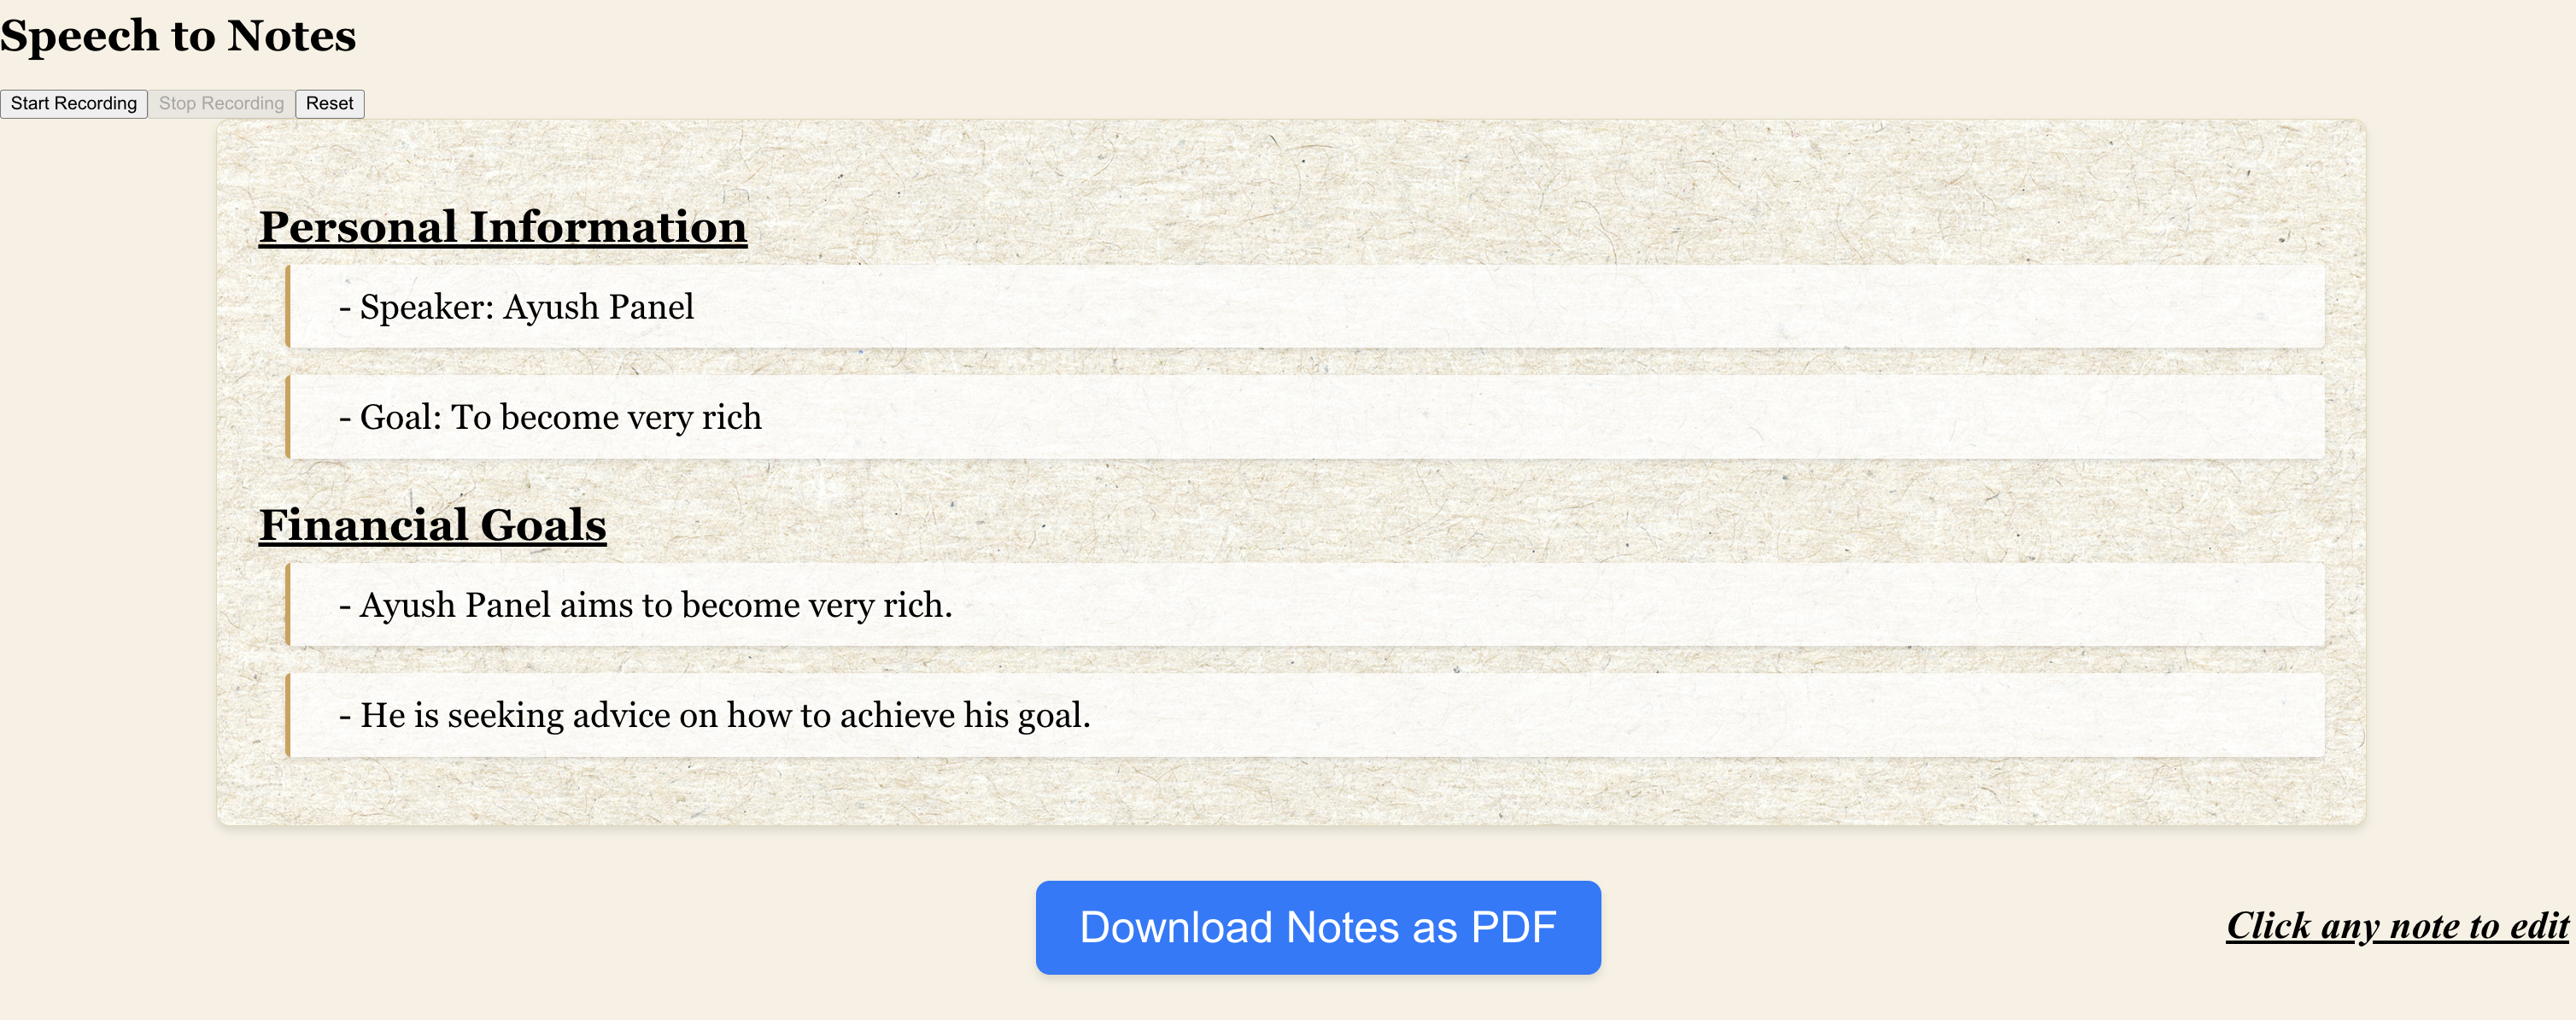 Speech to Notes
Start Recording Stop Recording Reset
Personal Information
- Speaker: Ayush Panel
- Goal: To become very rich
Financial Goals
- Ayush Panel aims to become very rich.
- He is seeking advice on how to achieve his goal.
Download Notes as PDF
Click any note to edit